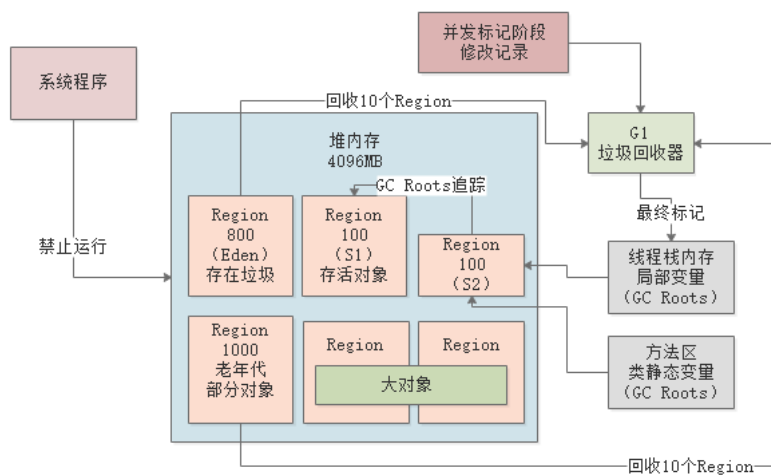 并发标记阶段
修改记录
系统程序
回收10个Region
堆内存
4096MB
G1
垃圾回收器
GC Roots追踪
Region
800
(Eden)
存在垃圾
Region
100
(S1)
存活对象
Region
100
(S2)
最终标记
禁止运行
线程栈内存
局部变量
(GC Roots)
Region
1000
老年代
部分对象
Region
Region
大对象
方法区
类静态变量
(GC Roots)
回收10个Region